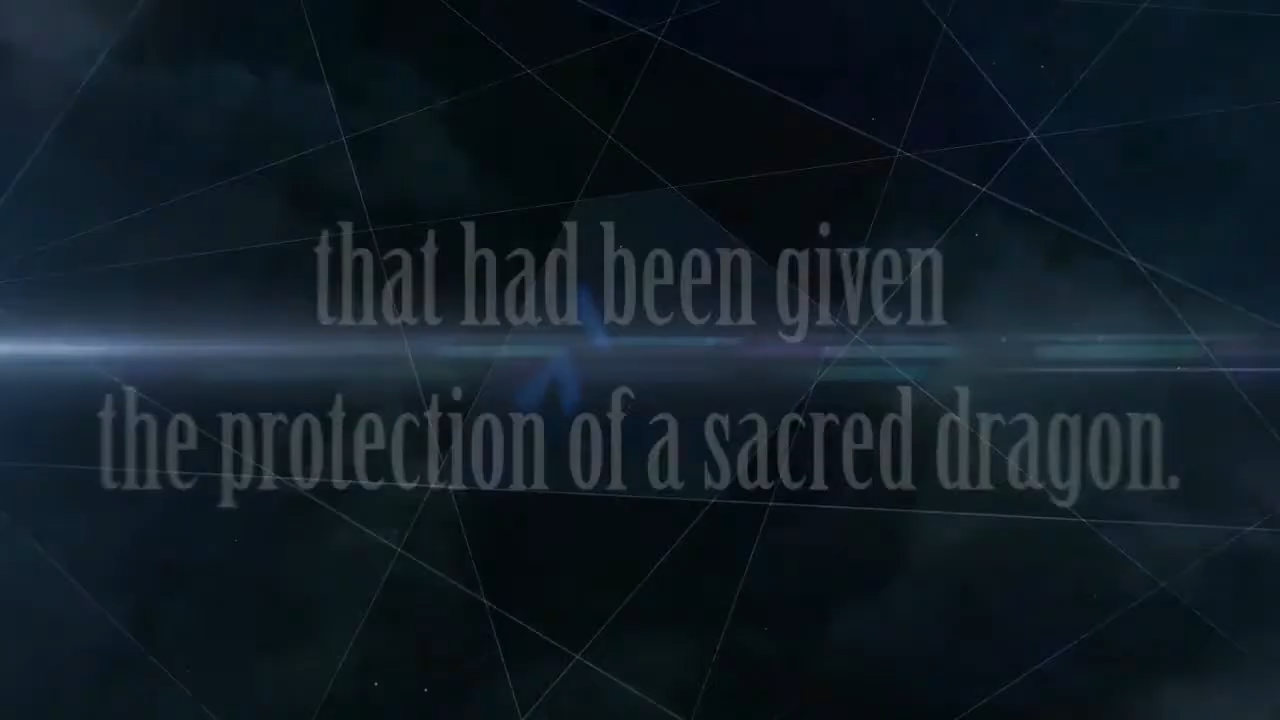 that had been given
the protection of a sacred dragon.